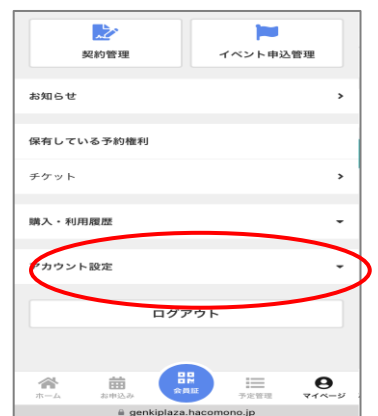 契約管理 イベント申込管理
お知らせ
保有している予約権利
チケット
購入・利用履歴
アカウント設定
ログアウト
ホーム お申込み 会員証 予定管理 マイページ
genkiplaza.hacomono.jp